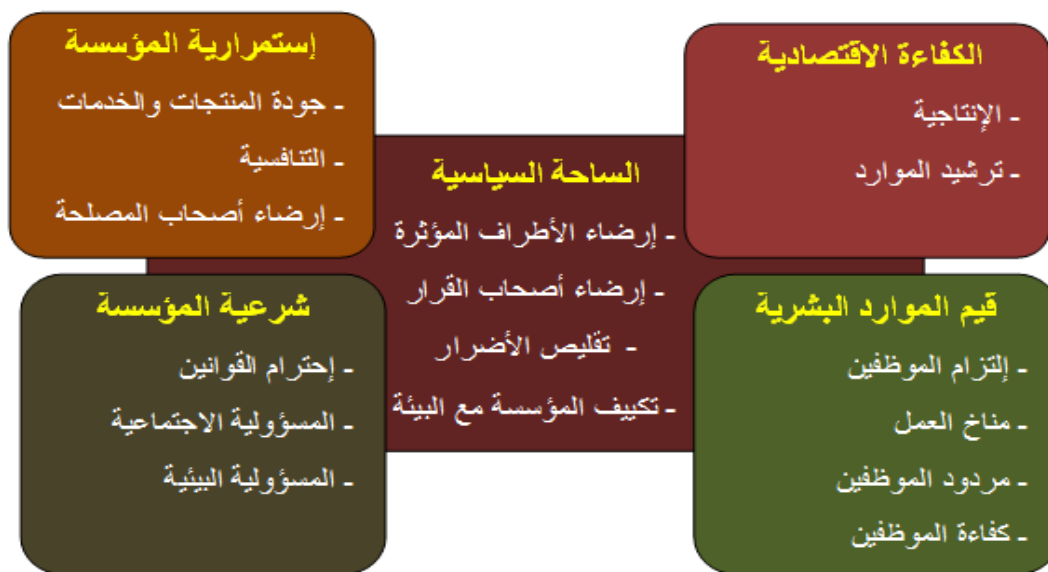 الكفاءة الاقتصادية
- الإنتاجية
- ترشيد الموارد
إستمرارية المؤسسة
- جودة المنتجات والخدمات
- التنافسية
- إرضاء أصحاب المصلحة
الساحة السياسية
- إرضاء الأطراف المؤثرة
- إرضاء أصحاب القرار
- تقليص الأضرار
- تكييف المؤسسة مع البيئة
قيم الموارد البشرية
- إلتزام الموظفين
- مناخ العمل
- مردود الموظفين
- كفاءة الموظفين
شرعية المؤسسة
- إحترام القوانين
- المسؤولية الاجتماعية
- المسؤولية البيئية